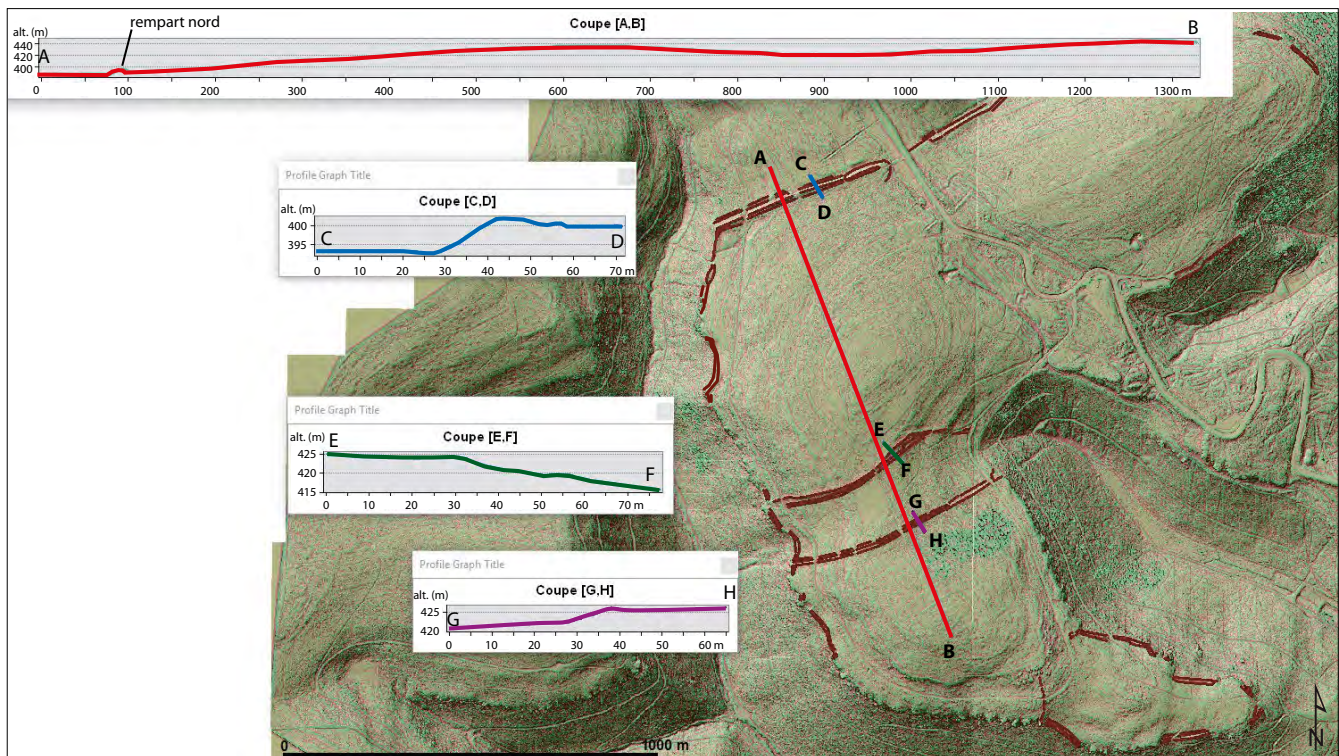 rempart nord
Coupe [A,B]
alt. (m)
A
B
440
420
400
0 100 200 300 400 500 600 700 800 900 1000 1100 1200 1300 m
Profile Graph Title
Coupe [C,D]
alt. (m)
400
395
C
D
0 10 20 30 40 50 60 70 m
Profile Graph Title
Coupe [E,F]
alt. (m)
E
F
425
420
415
0 10 20 30 40 50 60 70 m
Profile Graph Title
Coupe [G,H]
alt. (m)
G
H
425
420
0 10 20 30 40 50 60 m
A
C
D
E
F
G
H
B
0 1000 m
N